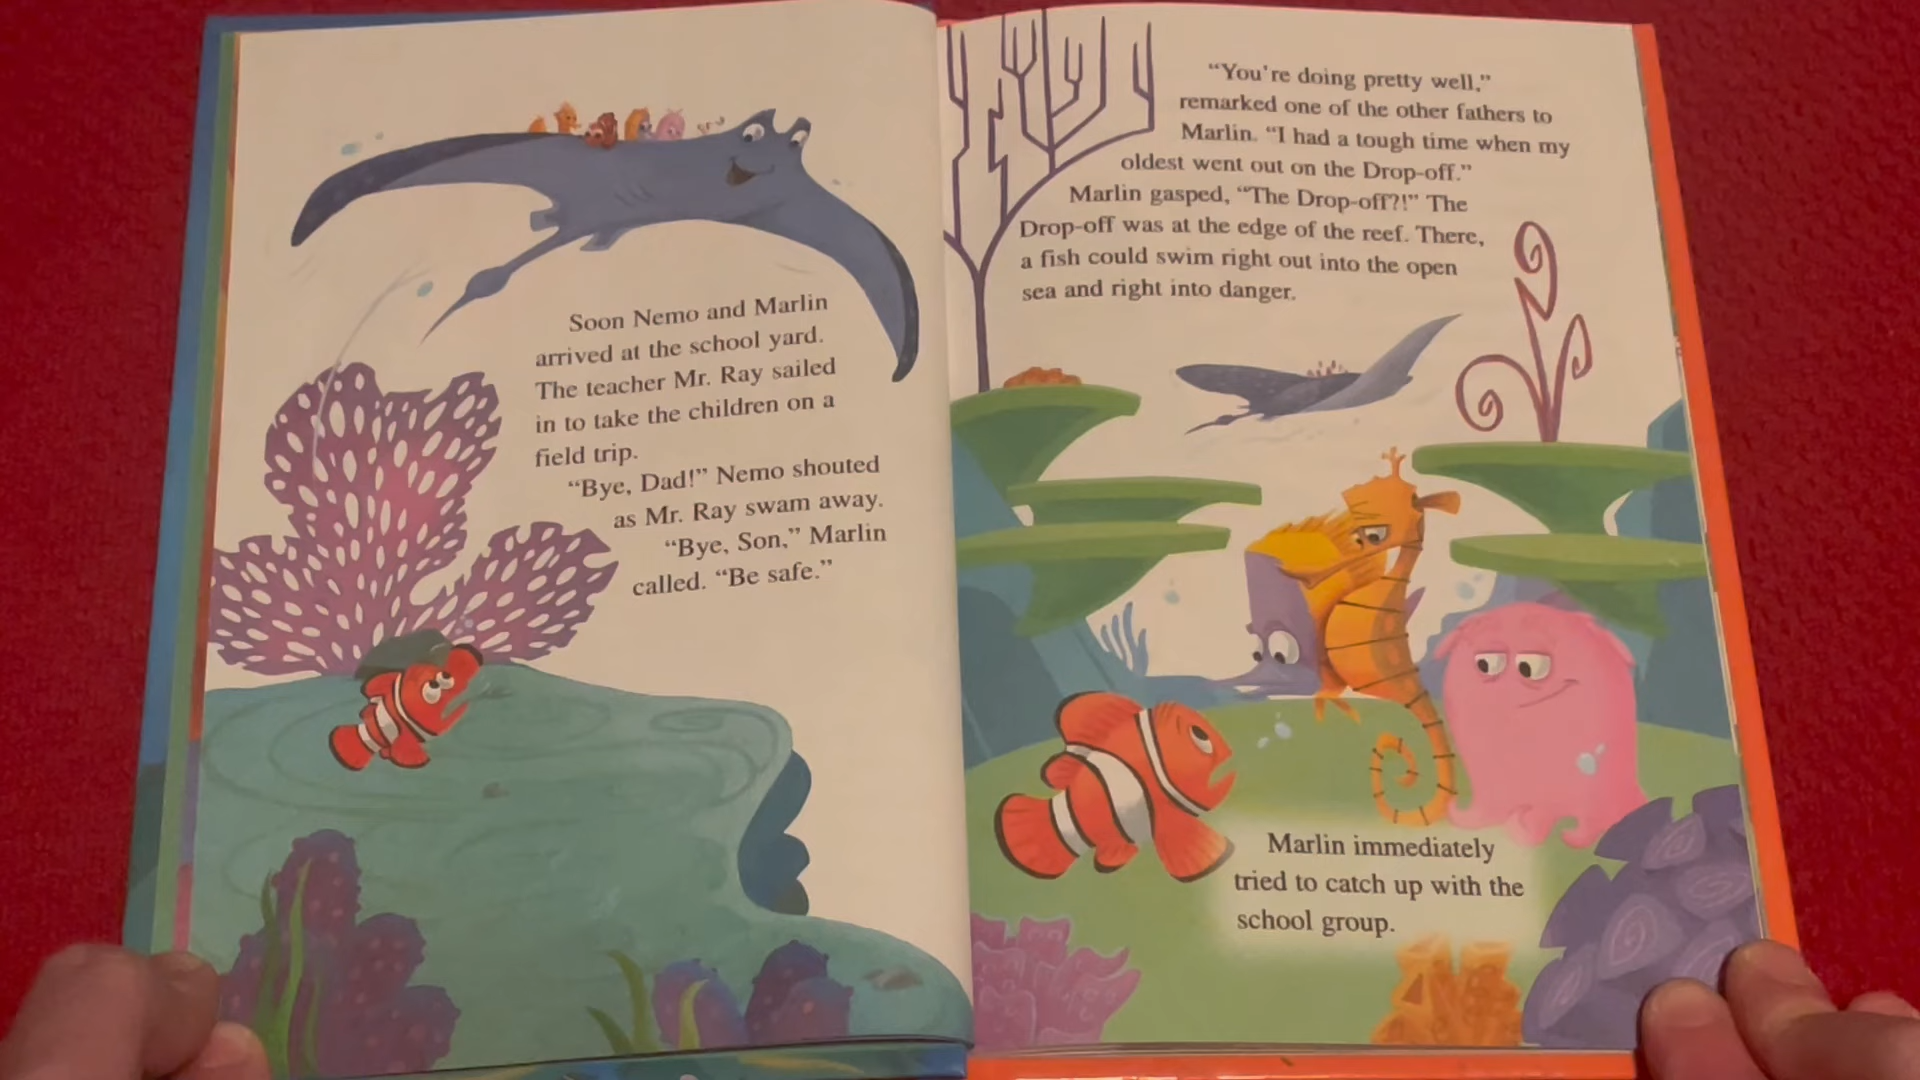 Soon Nemo and Marlin
arrived at the school yard.
The teacher Mr. Ray sailed
in to take the children on a
field trip.
“Bye, Dad!” Nemo shouted
as Mr. Ray swam away.
“Bye, Son,” Marlin
called. “Be safe.”
“You're doing pretty well,”
remarked one of the other fathers to
Marlin. “I had a tough time when my
oldest went out on the Drop-off.”
Marlin gasped, “The Drop-off?!” The
Drop-off was at the edge of the reef. There,
a fish could swim right out into the open
sea and right into danger.
Marlin immediately
tried to catch up with the
school group.